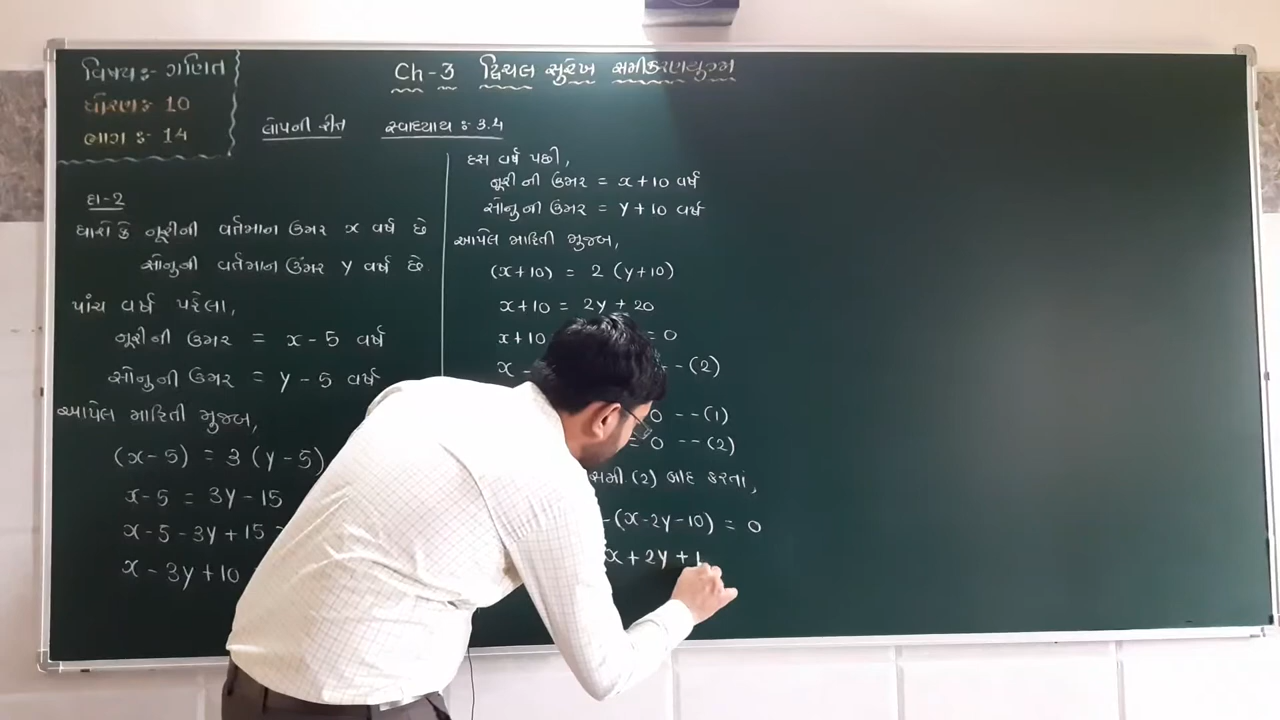 વિષય:- ગણિત
ધોરણ: 10
ભાગ :- 14
Ch-3 દ્વિચલ સુરેખ સમીકરણયુગ્મ
લોપની રીત સ્વાધ્યાય :- 3.4
દા-2
ધારો કે નૂરીની વર્તમાન ઉંમર x વર્ષ છે
સોનુની વર્તમાન ઉંમર y વર્ષ છે
પાંચ વર્ષ પહેલા,
નૂરીની ઉંમર = x-5 વર્ષ
સોનુની ઉંમર = y-5 વર્ષ
આપેલ માહિતી મુજબ,
(x-5) = 3(y-5)
x-5 = 3y-15
x-5-3y+15
x-3y+10
દસ વર્ષ પછી,
નૂરીની ઉંમર = x+10 વર્ષ
સોનુની ઉંમર = y+10 વર્ષ
આપેલ માહિતી મુજબ,
(x+10) = 2(y+10)
x+10 = 2y+20
x+10 =0
x- --(2)
0 --(1)
= 0 --(2)
સમી.(2) બાદ કરતાં,
-(x-2y-10) = 0
x+2y+1